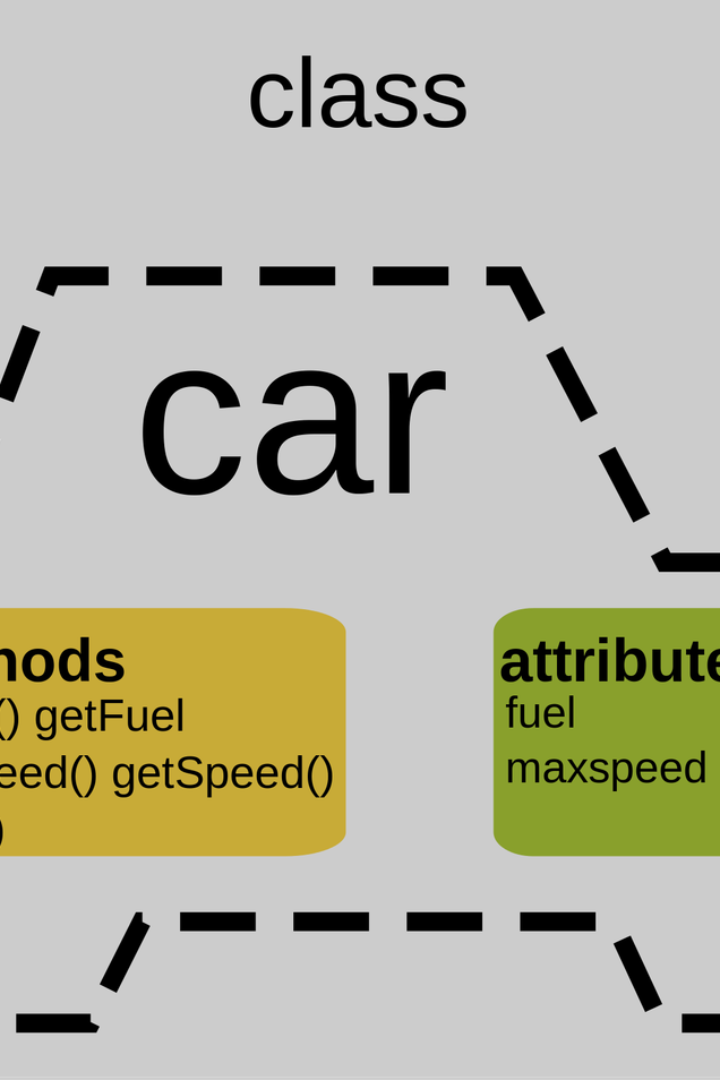 class
car
hods
() getFuel
eed() getSpeed()
)
attribute
fuel
maxspeed